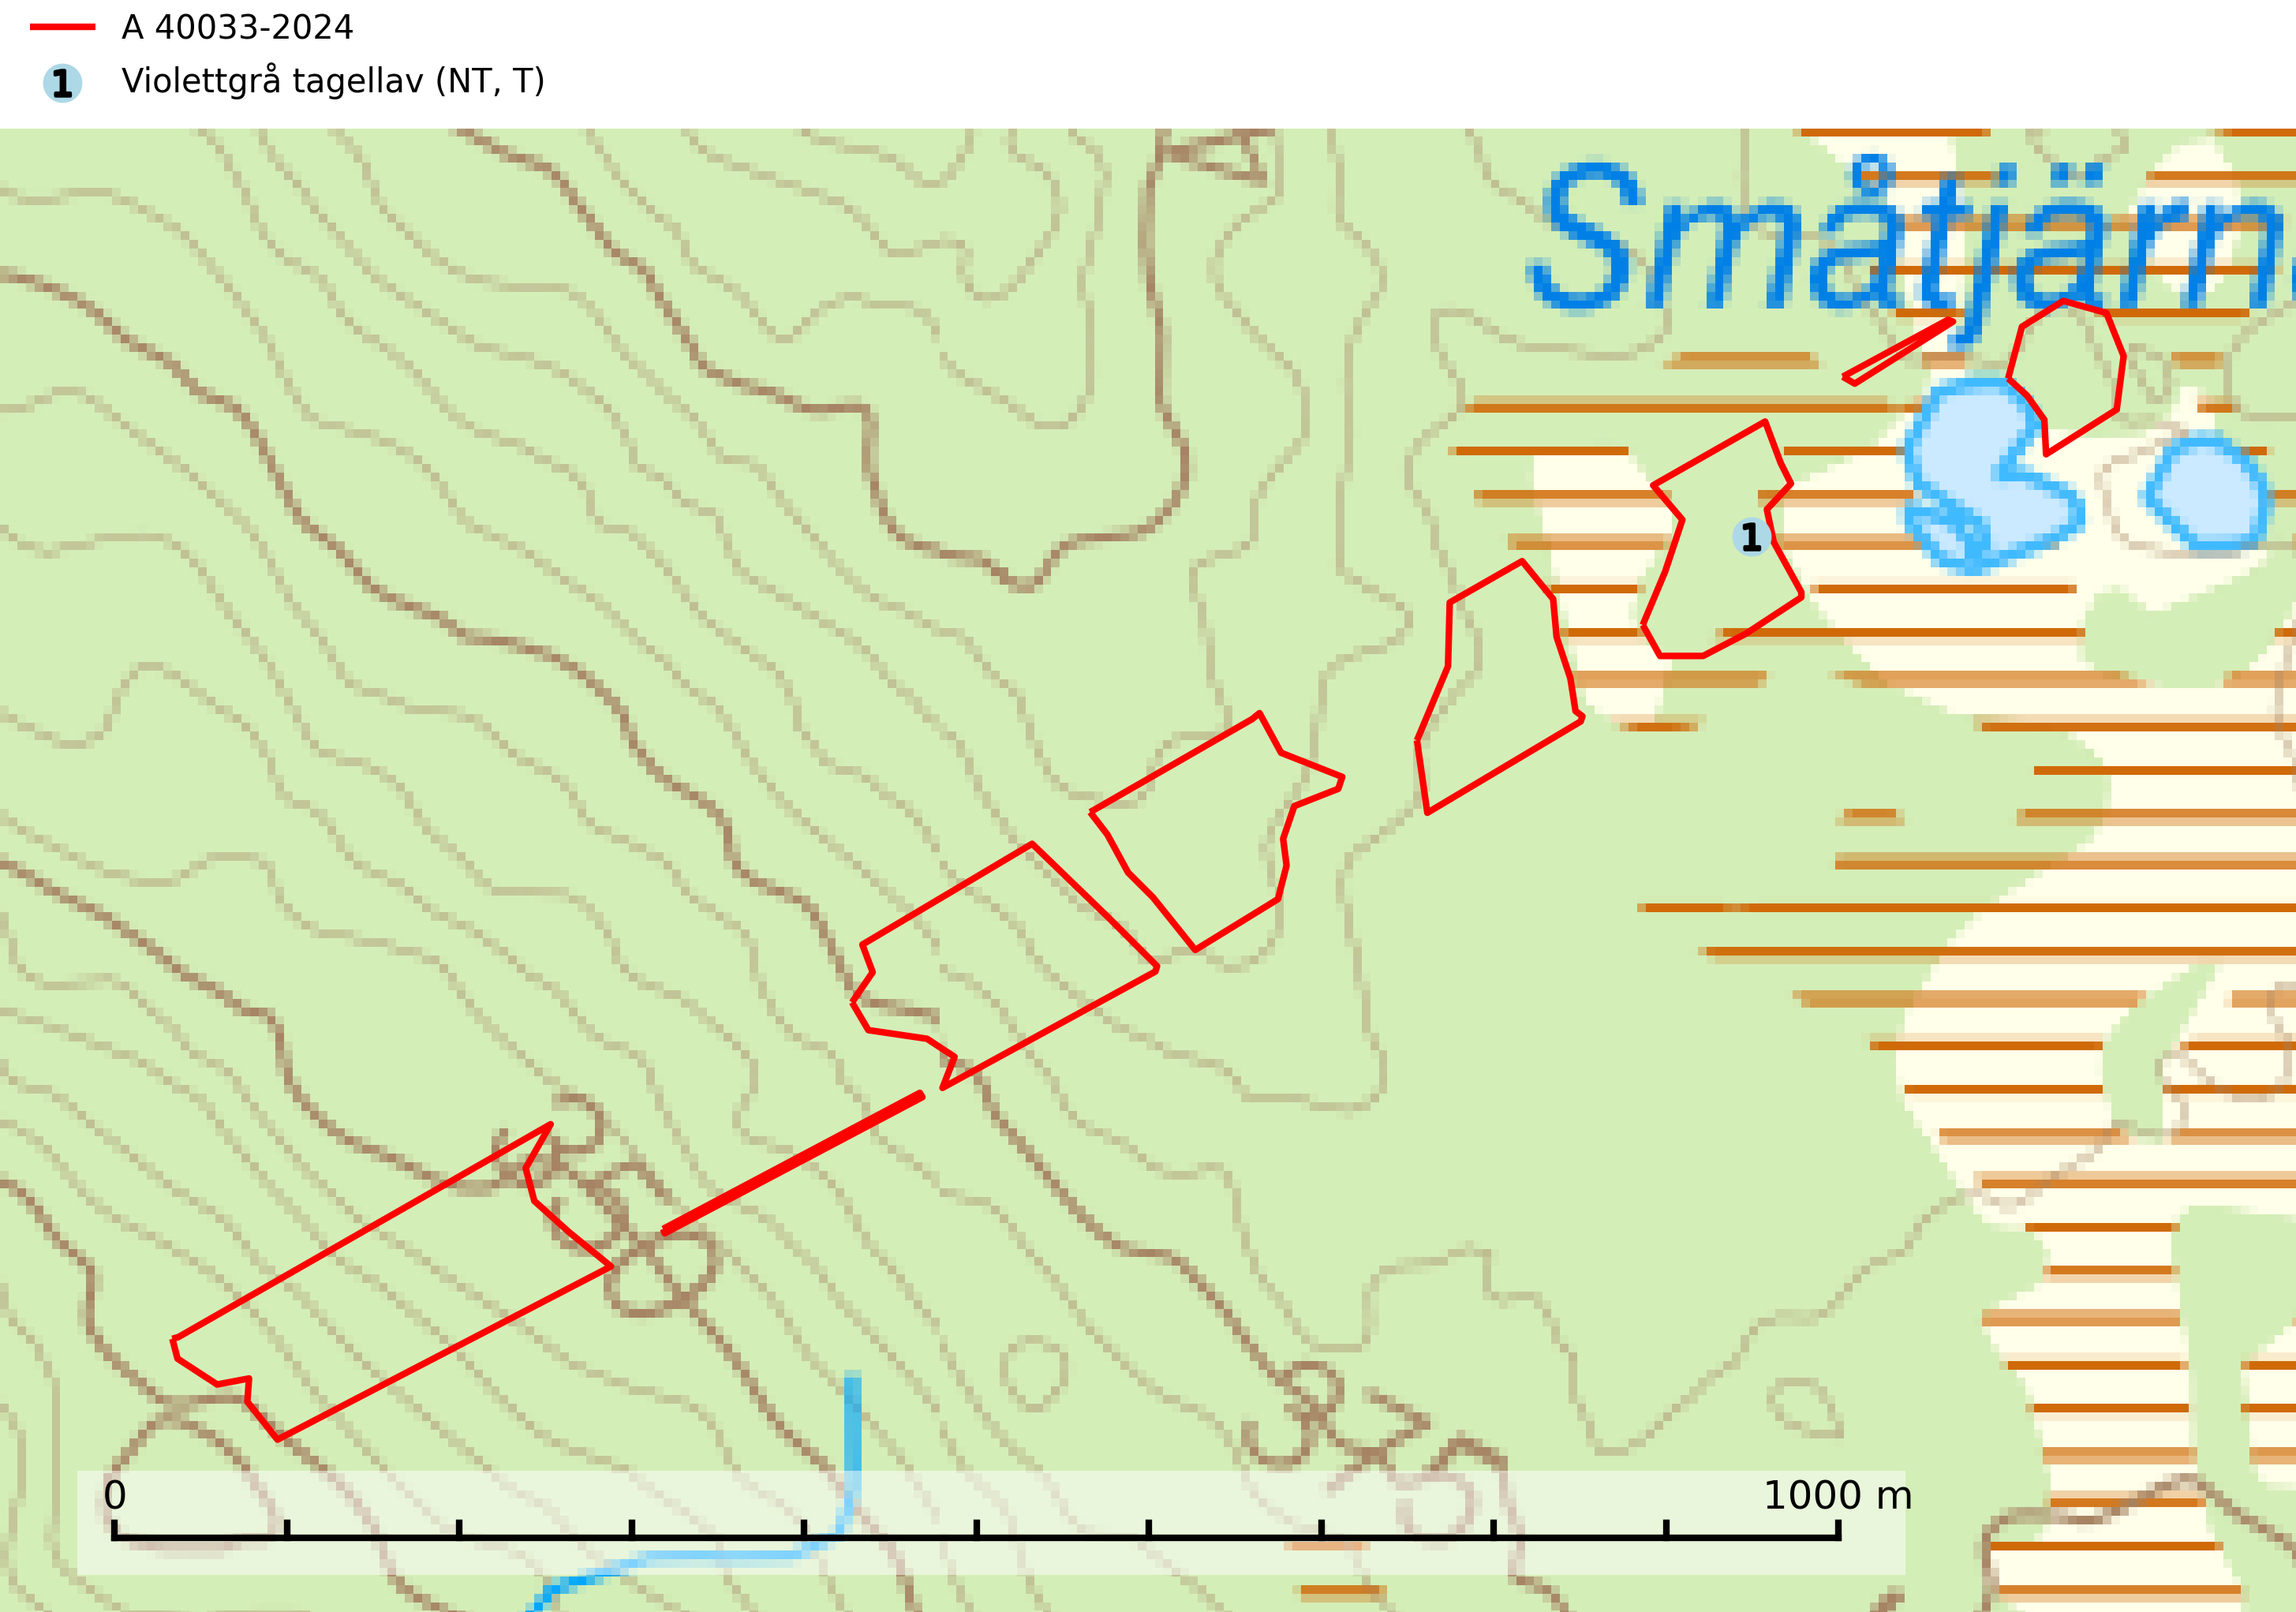 A 40033-2024
1 Violettgrå tagellav (NT, T)
Småtjärn
1
0 1000 m